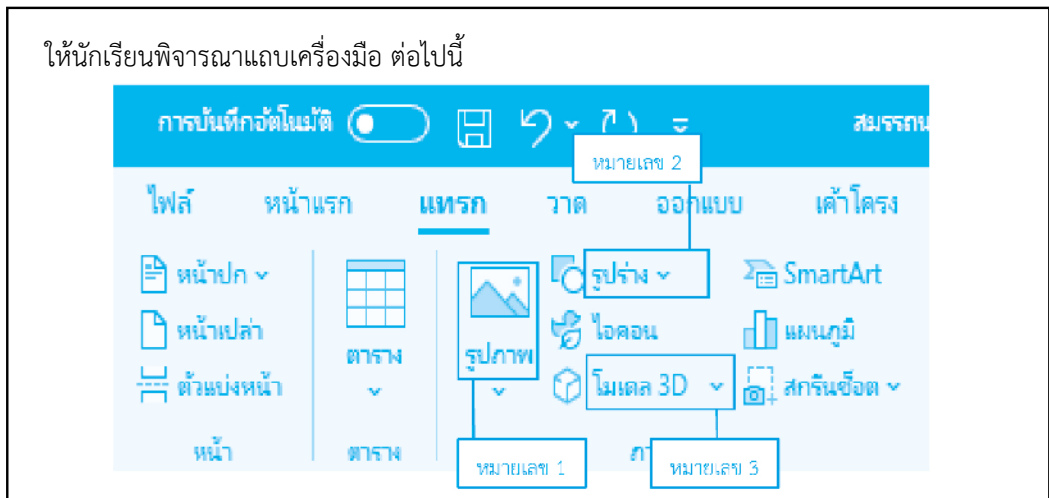 ให้นักเรียนพิจารณาแถบเครื่องมือ ต่อไปนี้
การบันทึกอัตโนมัติ
หมายเลข 2
ไฟล์ หน้าแรก แทรก วาด ออกแบบ เค้าโครง
หน้าปก รูปร่าง SmartArt
หน้าเปล่า ตาราง รูปภาพ ไอคอน แผนภูมิ
ตัวแบ่งหน้า โมเดล 3D สกรีนช็อต
หน้า ตาราง
หมายเลข 1 หมายเลข 3